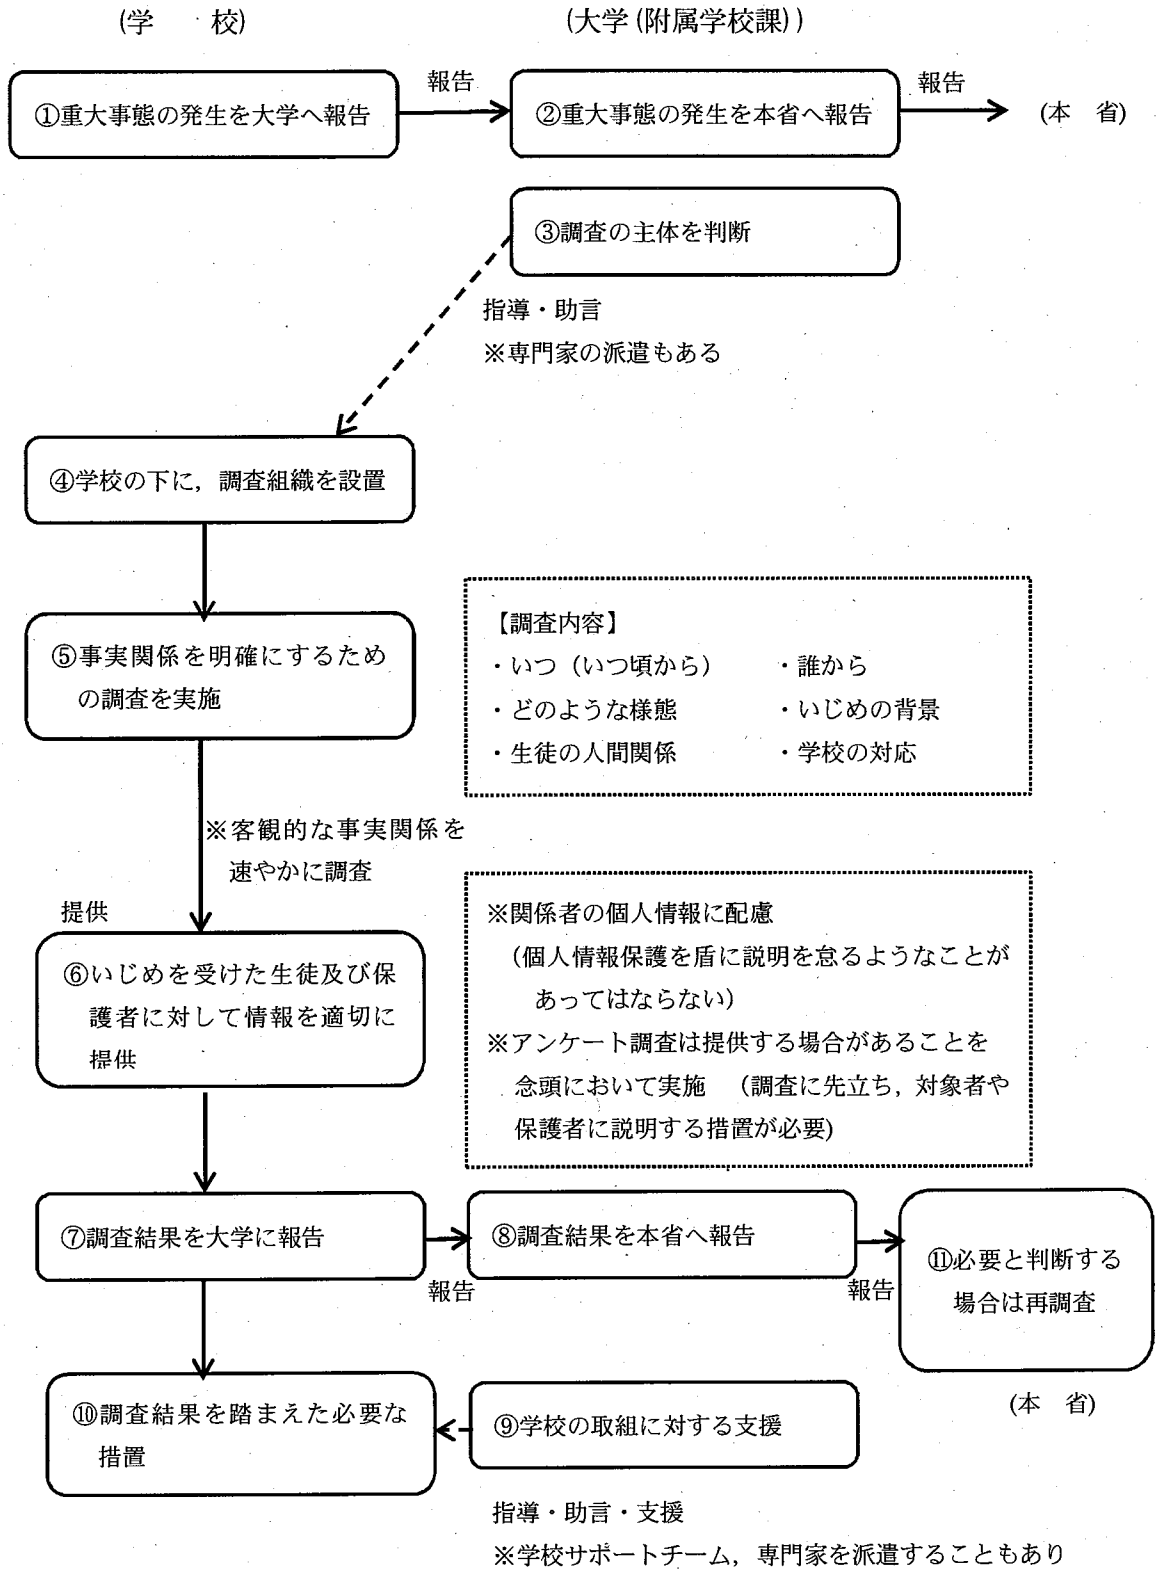 (学　校)
(大学(附属学校課))
①重大事態の発生を大学へ報告
報告
②重大事態の発生を本省へ報告
報告
(本　省)
③調査の主体を判断
指導・助言
※専門家の派遣もある
④学校の下に，調査組織を設置
⑤事実関係を明確にするため
の調査を実施
【調査内容】
・いつ（いつ頃から）
・誰から
・どのような様態
・いじめの背景
・生徒の人間関係
・学校の対応
※客観的な事実関係を
速やかに調査
提供
⑥いじめを受けた生徒及び保
護者に対して情報を適切に
提供
※関係者の個人情報に配慮
（個人情報保護を盾に説明を怠るようなことが
あってはならない）
※アンケート調査は提供する場合があることを
念頭において実施　（調査に先立ち，対象者や
保護者に説明する措置が必要)
⑦調査結果を大学に報告
報告
⑧調査結果を本省へ報告
報告
⑪必要と判断する
場合は再調査
(本　省)
⑩調査結果を踏まえた必要な
措置
⑨学校の取組に対する支援
指導・助言・支援
※学校サポートチーム，専門家を派遣することもあり